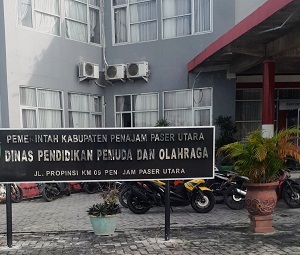 PEME INTAH KABUPATEN PENAJAM PASER UTARA
DINAS PENDIDIKAN PEMUDA DAN OLAHRAGA
JL. PROPINSI KM 09 PEN JAM PASER UTARA